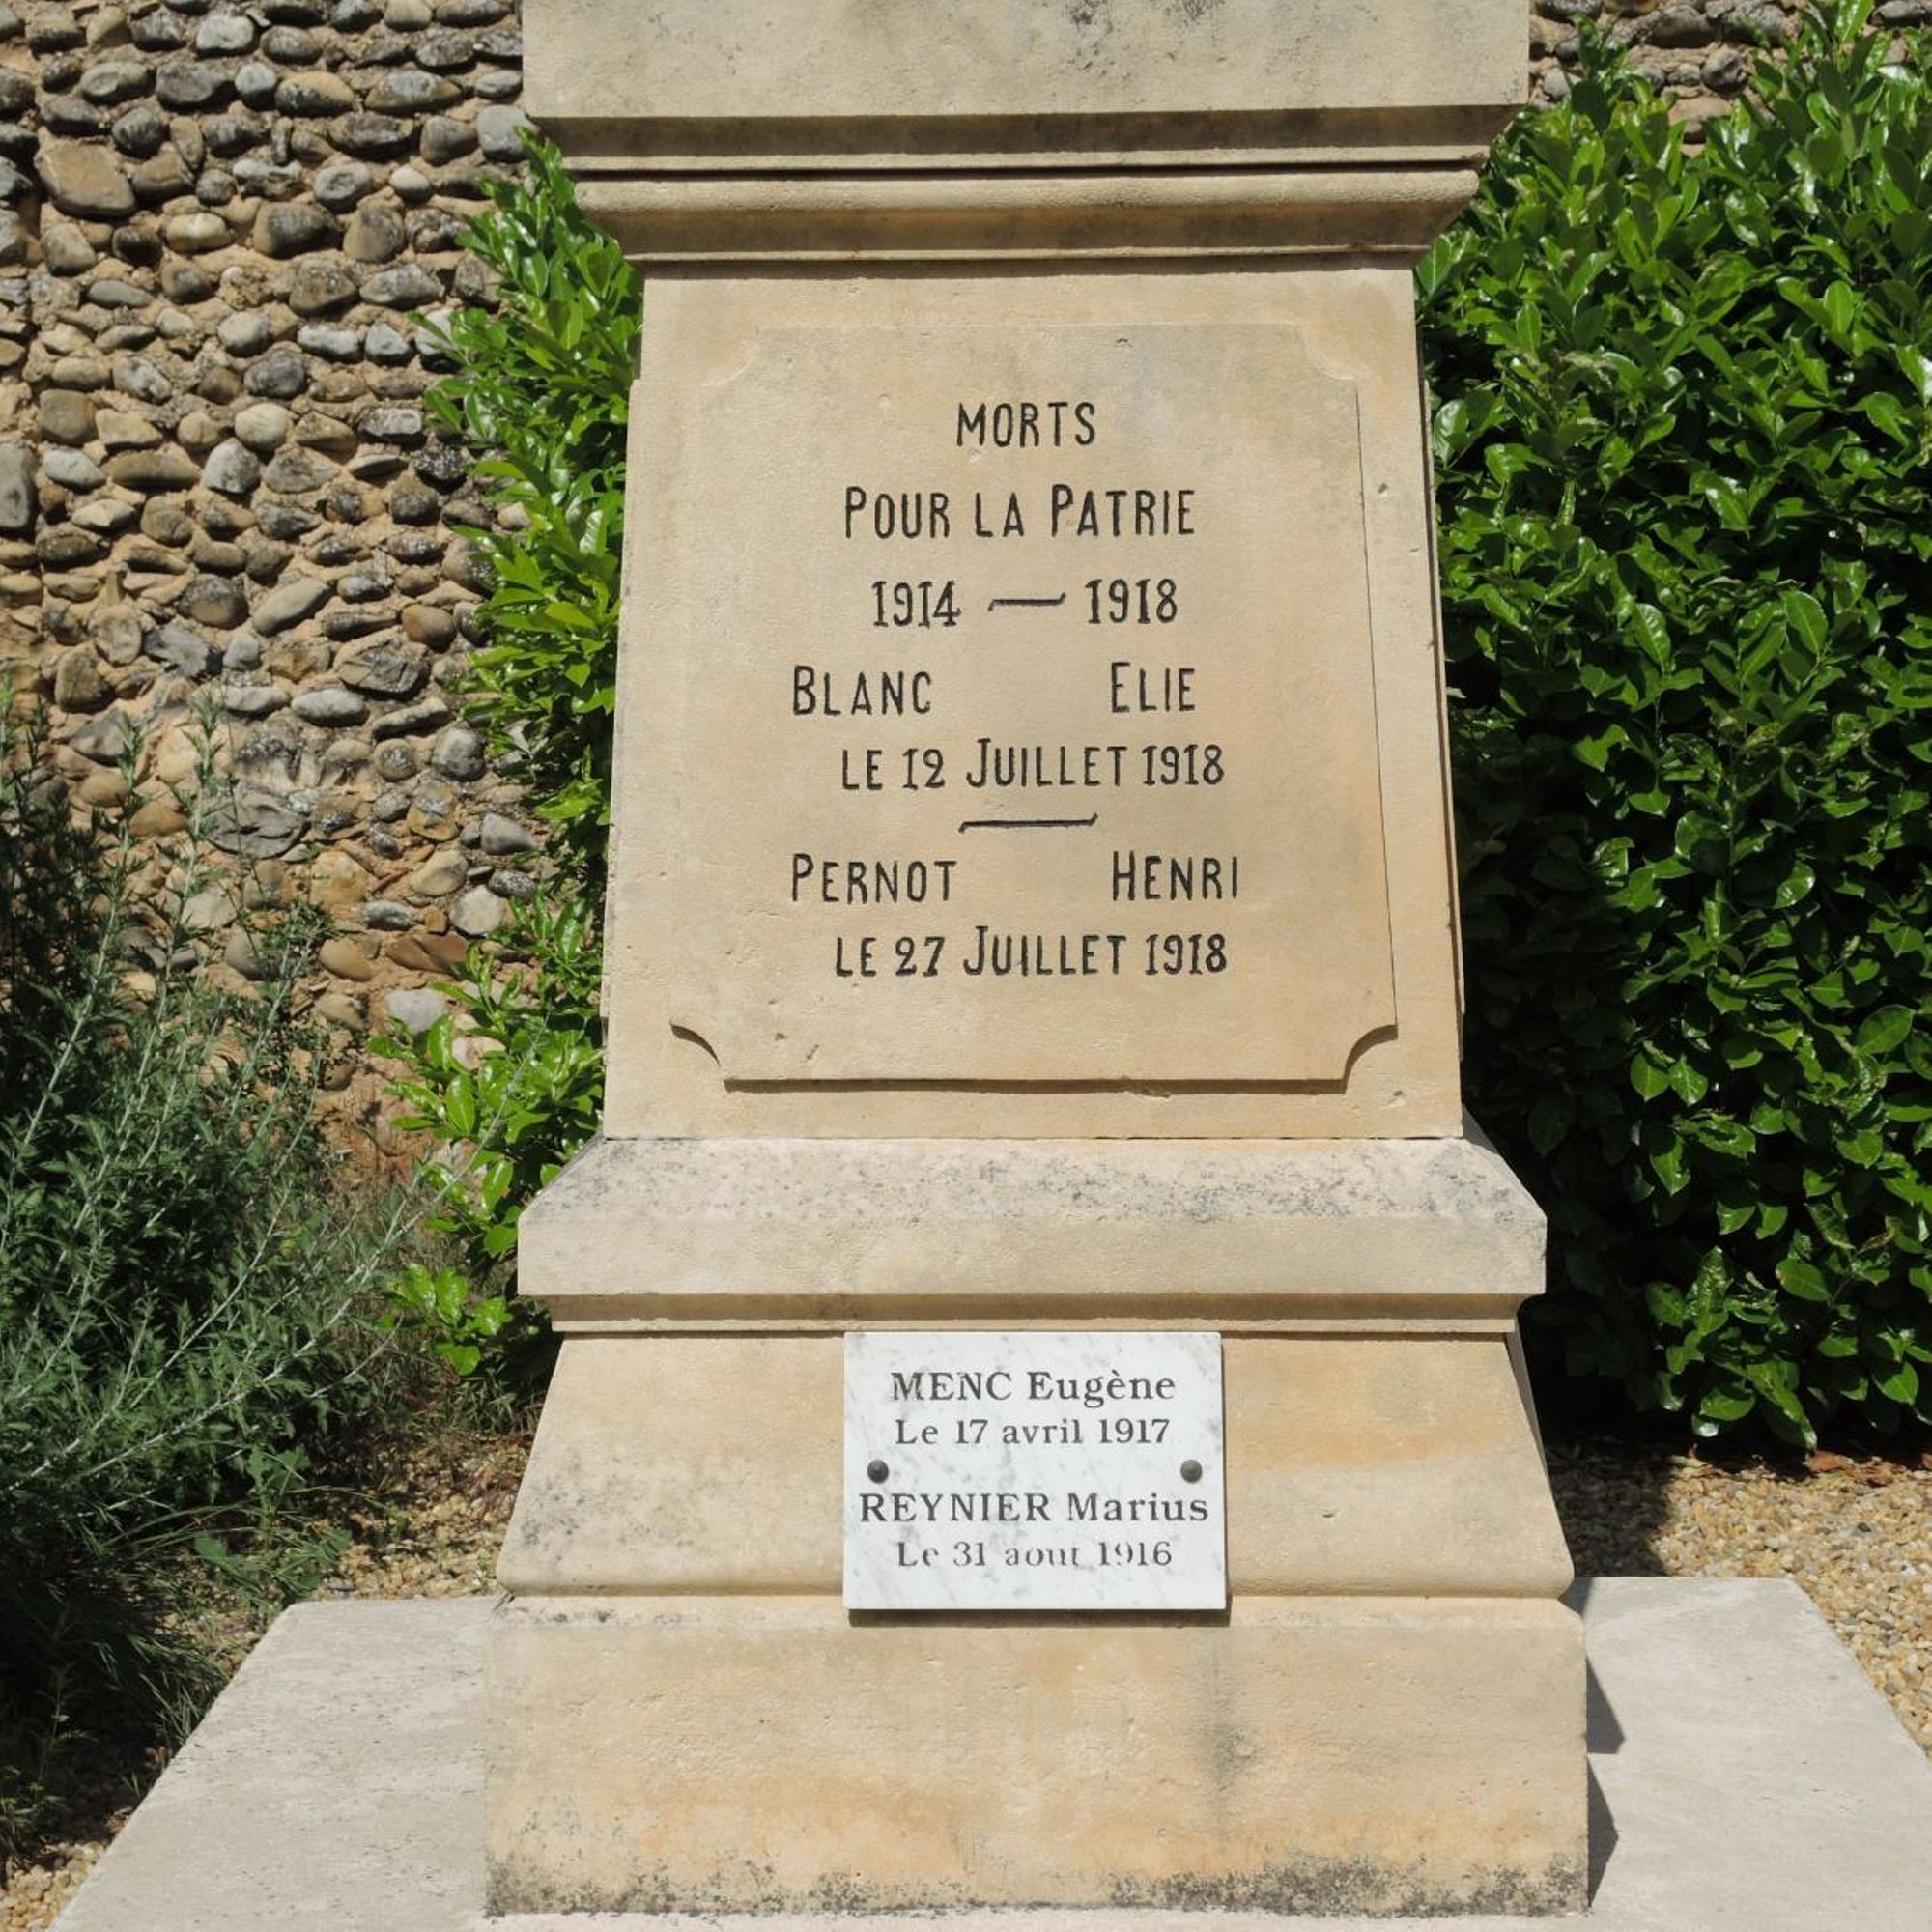 MORTS
POUR LA PATRIE
1914 — 1918
BLANC ELIE
LE 12 JUILLET 1918
PERNOT HENRI
LE 27 JUILLET 1918
MENC Eugène
Le 17 avril 1917
REYNIER Marius
Le 31 aout 1916